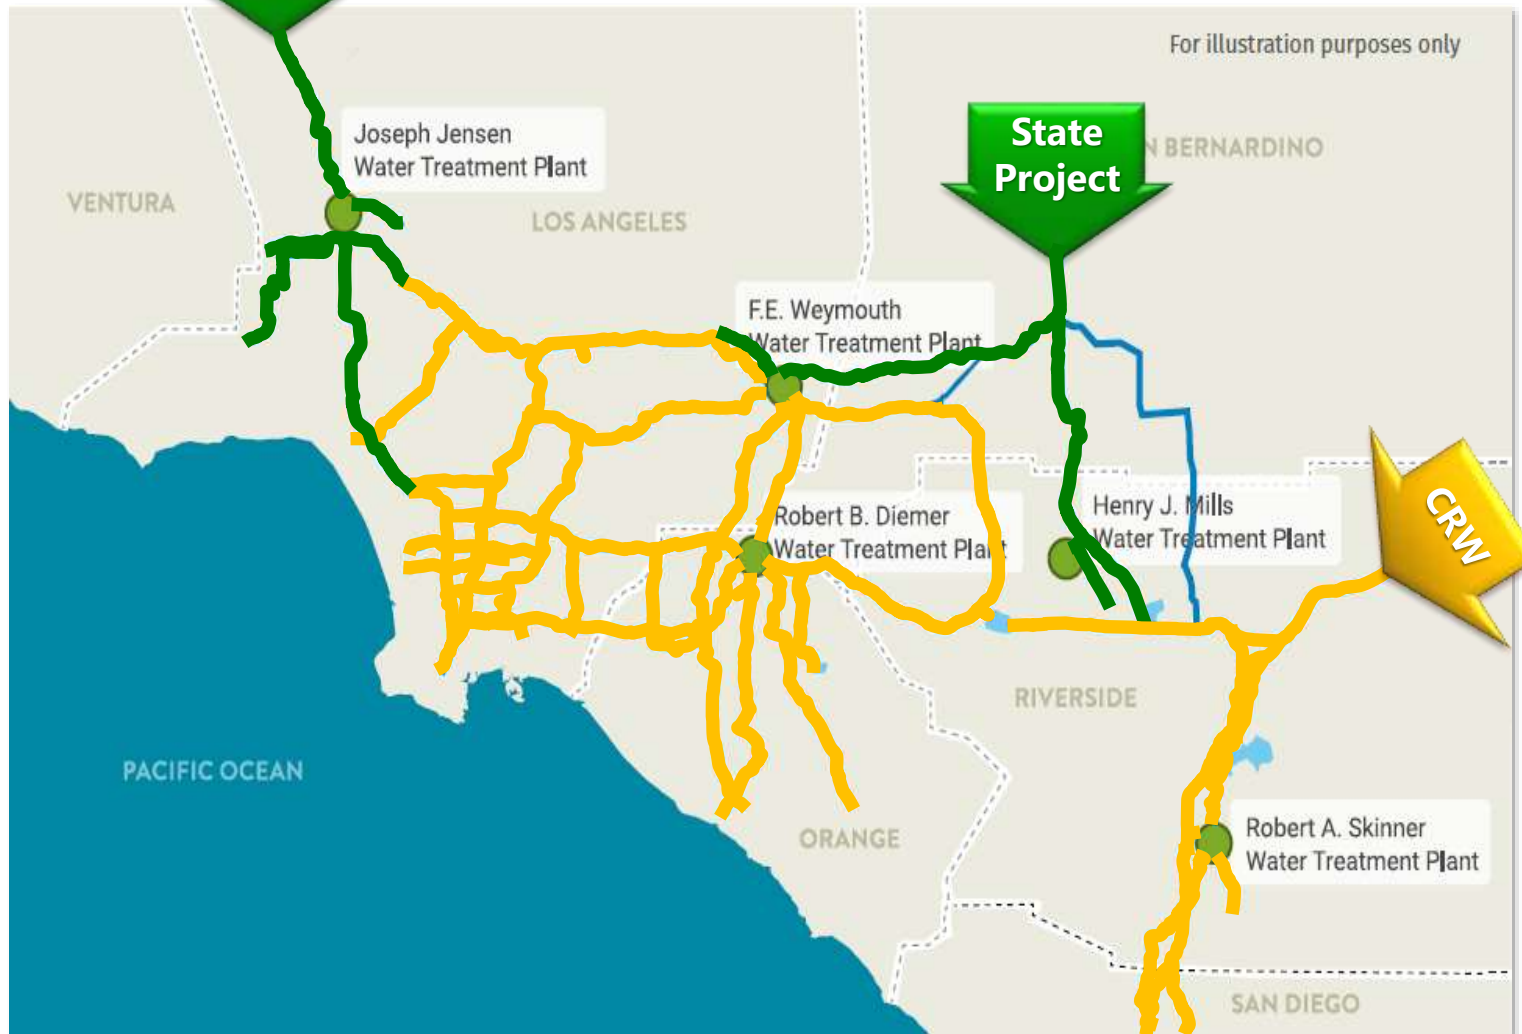 For illustration purposes only
Joseph Jensen
Water Treatment Plant
State
Project
N BERNARDINO
VENTURA
LOS ANGELES
F.E. Weymouth
Water Treatment Plant
CRW
Robert B. Diemer
Water Treatment Plant
Henry J. Mills
Water Treatment Plant
RIVERSIDE
PACIFIC OCEAN
ORANGE
Robert A. Skinner
Water Treatment Plant
SAN DIEGO